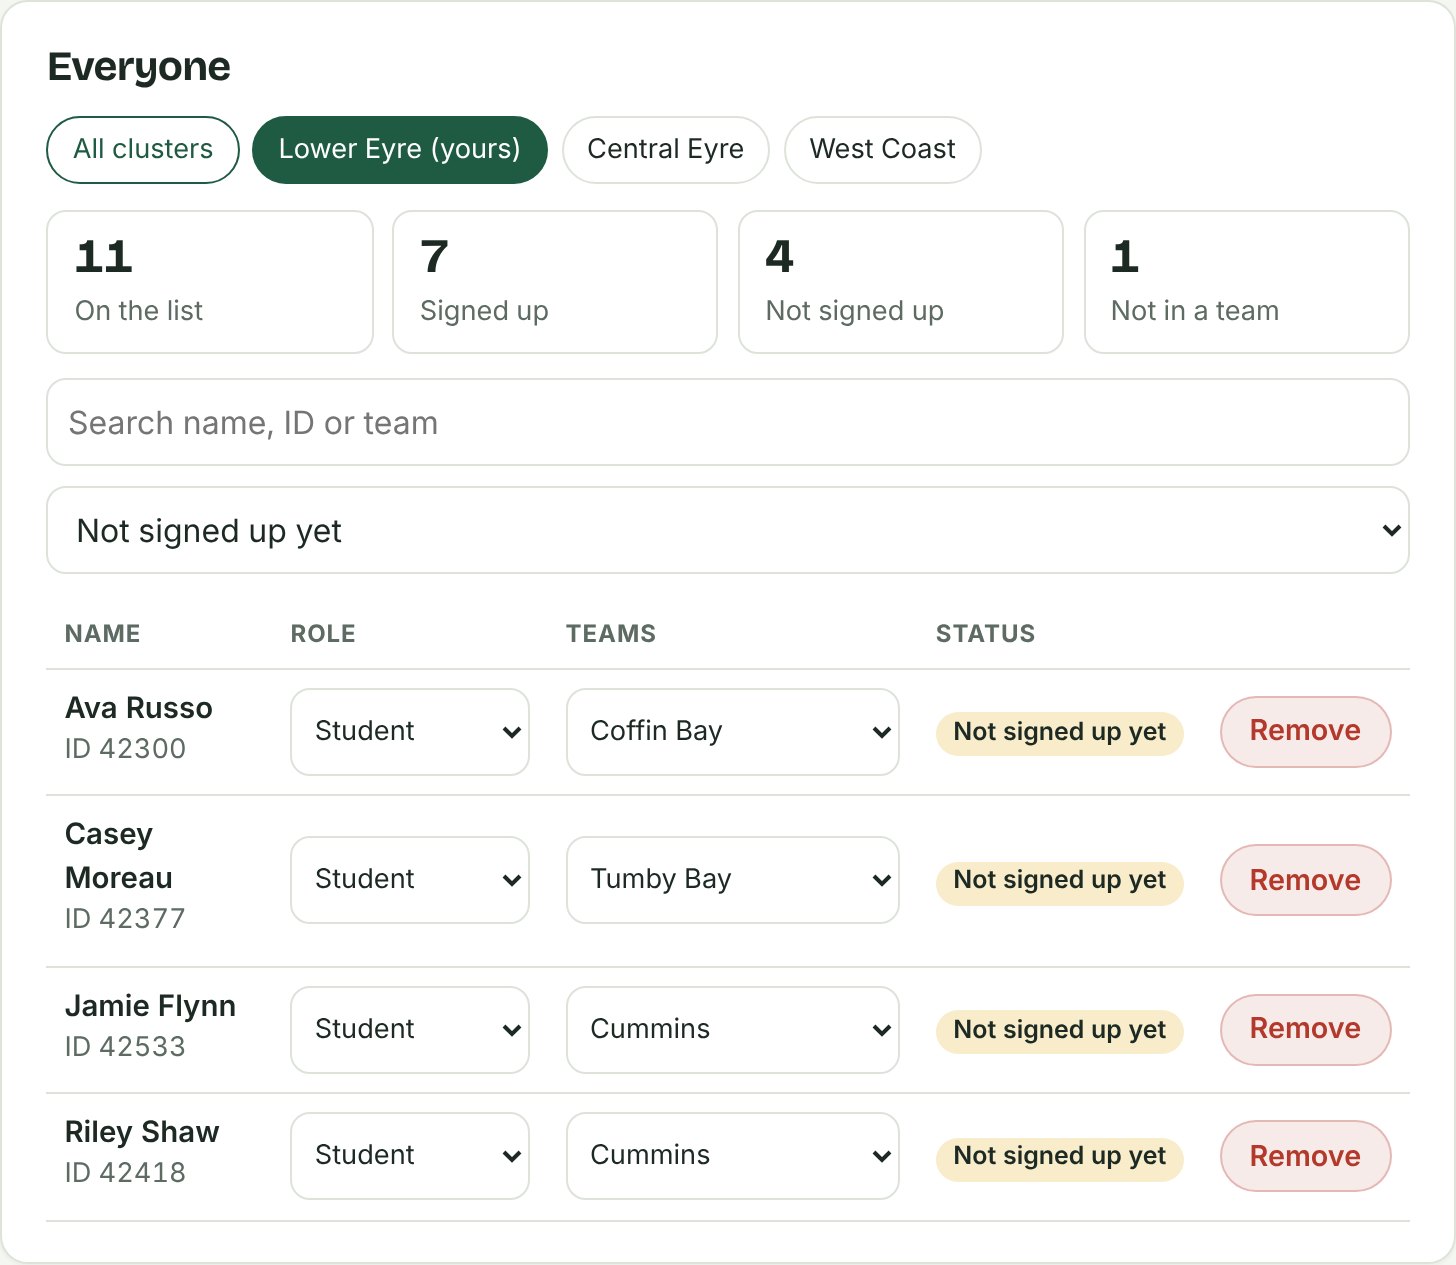 Everyone
All clusters
Lower Eyre (yours)
Central Eyre
West Coast
11
On the list
7
Signed up
4
Not signed up
1
Not in a team
Search name, ID or team
Not signed up yet
NAME ROLE TEAMS STATUS
Ava Russo
ID 42300
Student
Coffin Bay
Not signed up yet
Remove
Casey
Moreau
ID 42377
Student
Tumby Bay
Not signed up yet
Remove
Jamie Flynn
ID 42533
Student
Cummins
Not signed up yet
Remove
Riley Shaw
ID 42418
Student
Cummins
Not signed up yet
Remove